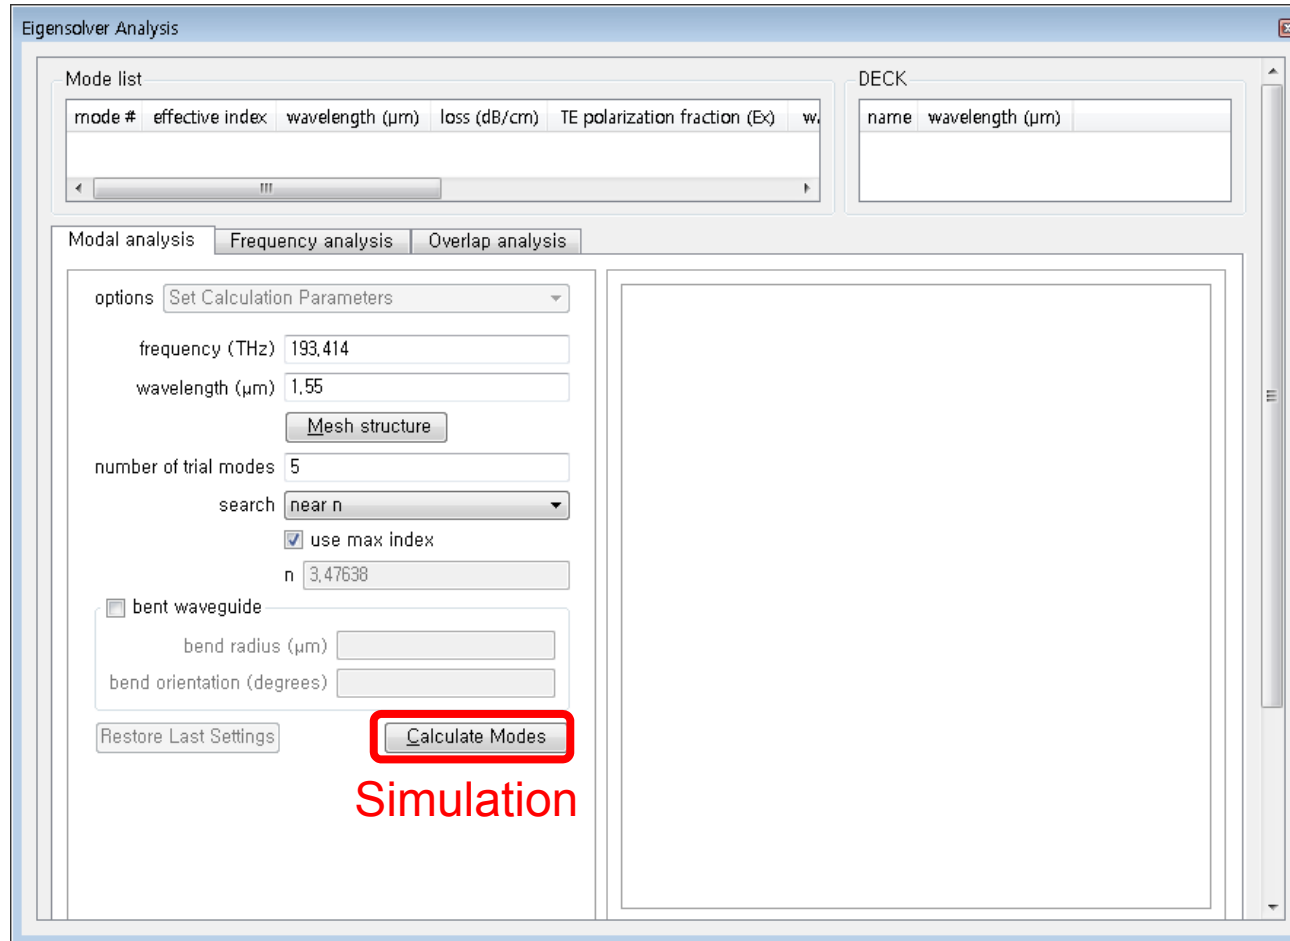 Eigensolver Analysis
Mode list
DECK
mode # effective index wavelength (μm) loss (dB/cm) TE polarization fraction (Ex)
name wavelength (μm)
Modal analysis Frequency analysis Overlap analysis
options Set Calculation Parameters
frequency (THz) 193,414
wavelength (μm) 1,55
Mesh structure
number of trial modes 5
search near n
use max index
n 3,47638
bent waveguide
bend radius (μm)
bend orientation (degrees)
Restore Last Settings Calculate Modes
Simulation